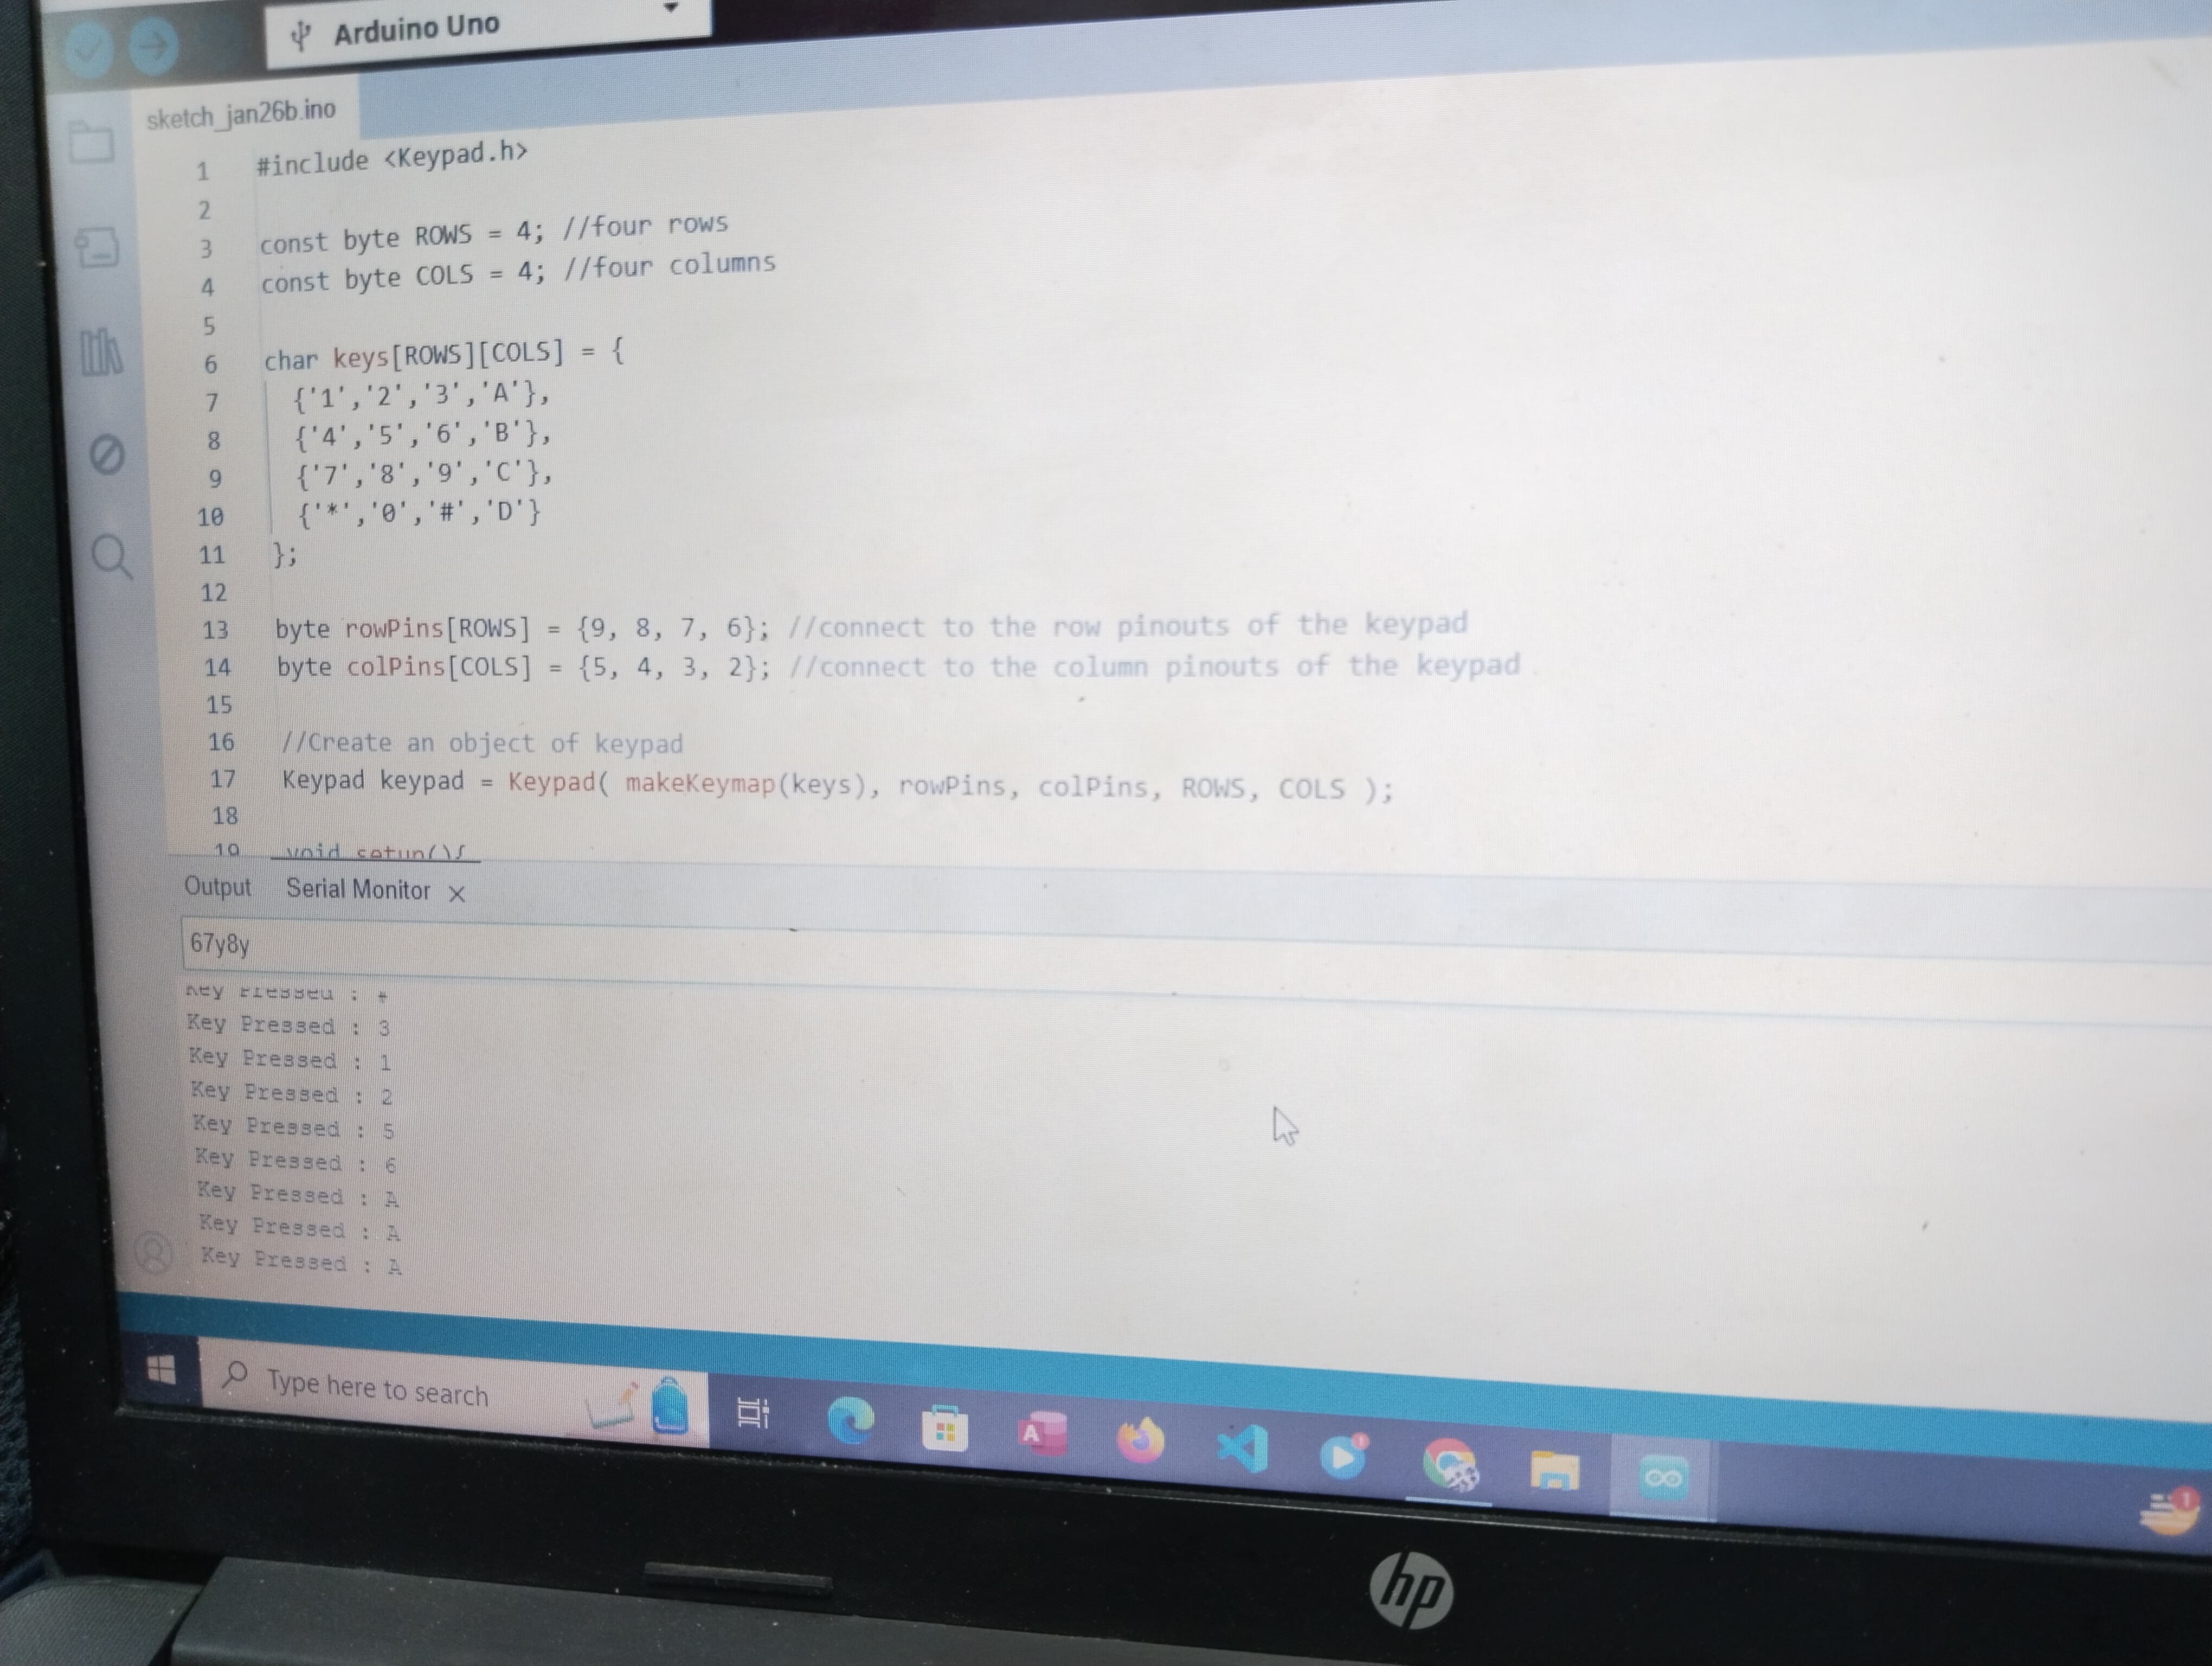 Arduino Uno
sketch_jan26b.ino
1 #include <Keypad.h>
2
3 const byte ROWS = 4; //four rows
4 const byte COLS = 4; //four columns
5
6 char keys[ROWS][COLS] = {
7 {'1','2','3','A'},
8 {'4','5','6','B'},
9 {'7','8','9','C'},
10 {'*','0','#','D'}
11 };
12
13 byte rowPins[ROWS] = {9, 8, 7, 6}; //connect to the row pinouts of the keypad
14 byte colPins[COLS] = {5, 4, 3, 2}; //connect to the column pinouts of the keypad
15
16 //Create an object of keypad
17 Keypad keypad = Keypad( makeKeymap(keys), rowPins, colPins, ROWS, COLS );
18
19 void setup(){
Output Serial Monitor
67y8y
Key Pressed :
Key Pressed : 3
Key Pressed : 1
Key Pressed : 2
Key Pressed : 5
Key Pressed : 6
Key Pressed : A
Key Pressed : A
Key Pressed : A
Type here to search
A
1
hp